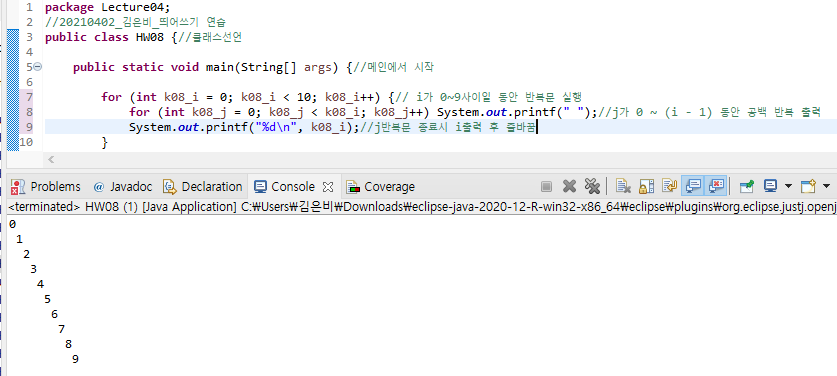 1 package Lecture04;
2 //20210402_김은비_띄어쓰기 연습
3 public class HW08 {//클래스선언
4
5 public static void main(String[] args) {//메인에서 시작
6
7 for (int k08_i = 0; k08_i < 10; k08_i++) {// i가 0~9사이일 동안 반복문 실행
8 for (int k08_j = 0; k08_j < k08_i; k08_j++) System.out.printf(" ");//j가 0 ~ (i - 1) 동안 공백 반복 출력
9 System.out.printf("%d\n", k08_i);//j반복문 종료시 i출력 후 줄바꿈
10 }
Problems @ Javadoc Declaration Console Coverage
<terminated> HW08 (1) [Java Application] C:₩Users₩김은비₩Downloads₩eclipse-java-2020-12-R-win32-x86_64₩eclipse₩plugins₩org.eclipse.justj.openj
0
1
2
3
4
5
6
7
8
9